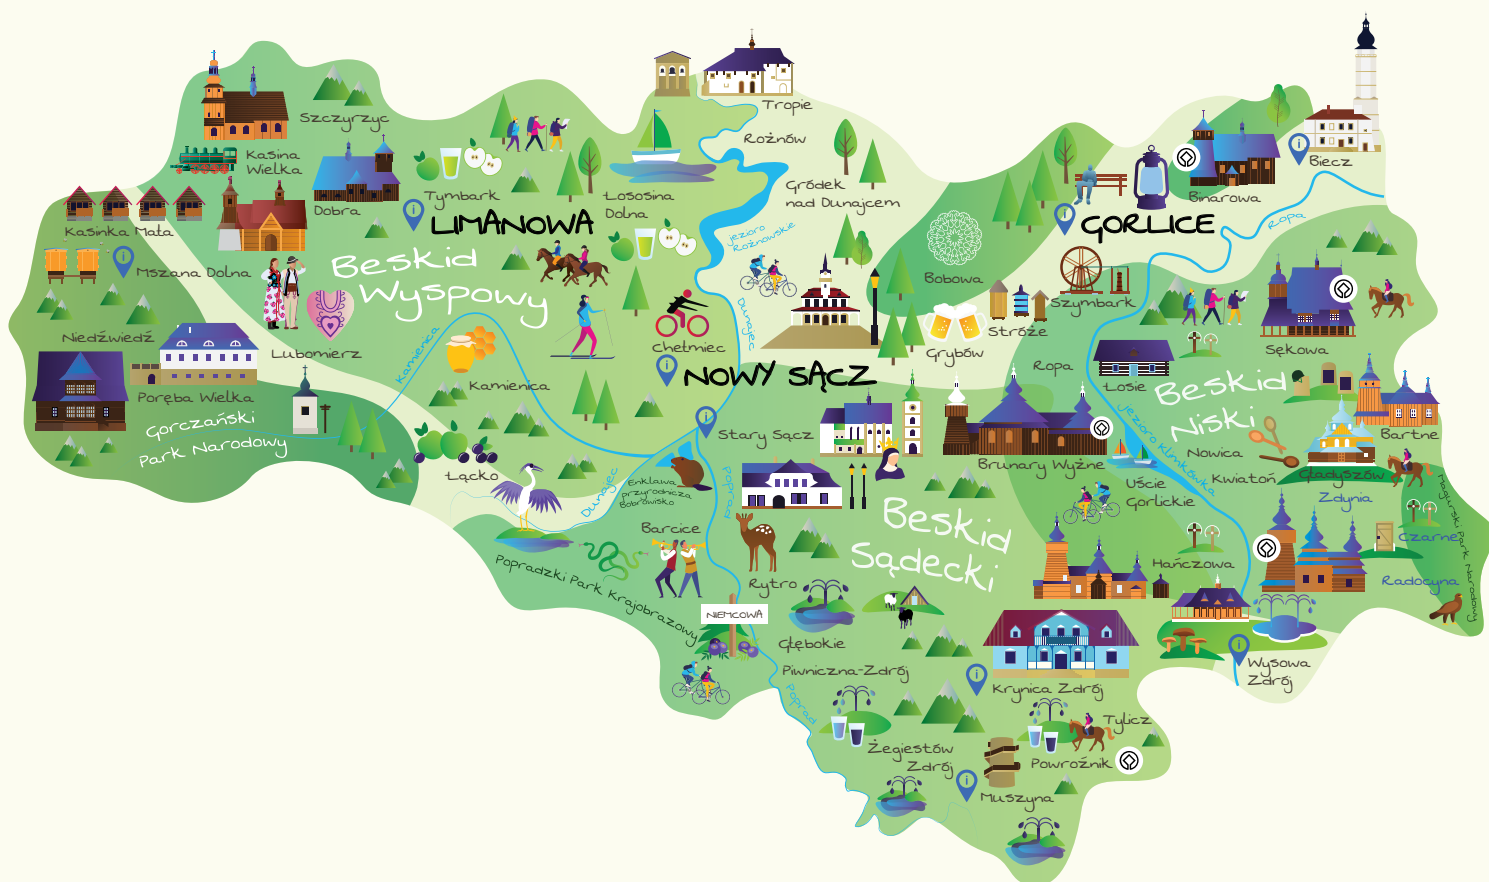 Szczyrzyc
Kasina
Wielka
Dobra
Kasinka Mała
Mszana Dolna
Niedźwiedź
Lubomierz
Poręba Wielka
Gorczański
Park Narodowy
Tymbark
LIMANOWA
Beskid
Wyspowy
Kamienica
Kamienica
Łącko
Łososina
Dolna
Tropie
Rożnów
Gródek
nad Dunajcem
jezioro
Rożnowskie
Dunajec
Chełmiec
NOWY SĄCZ
Stary Sącz
Dunajec
Enklawa
przyrodnicza
Bobrowisko
Poprad
Barcice
Popradzki Park Krajobrazowy
Rytro
NIEMCOWA
Głębokie
Piwniczna-Zdrój
Poprad
Żegiestów
Zdrój
Muszyna
Powroźnik
Tylicz
Krynica Zdrój
Beskid
Sądecki
Bobowa
Stróże
Grybów
Brunary Wyżne
GORLICE
Binarowa
Biecz
Ropa
Szymbark
Ropa
Łosie
Sękowa
Beskid
Niski
jezioro Klimkówka
Nowica
Kwiatoń
Gładyszów
Bartne
Uście
Gorlickie
Zdynia
Czarne
Radocyna
Magurski Park Narodowy
Hańczowa
Wysowa
Zdrój